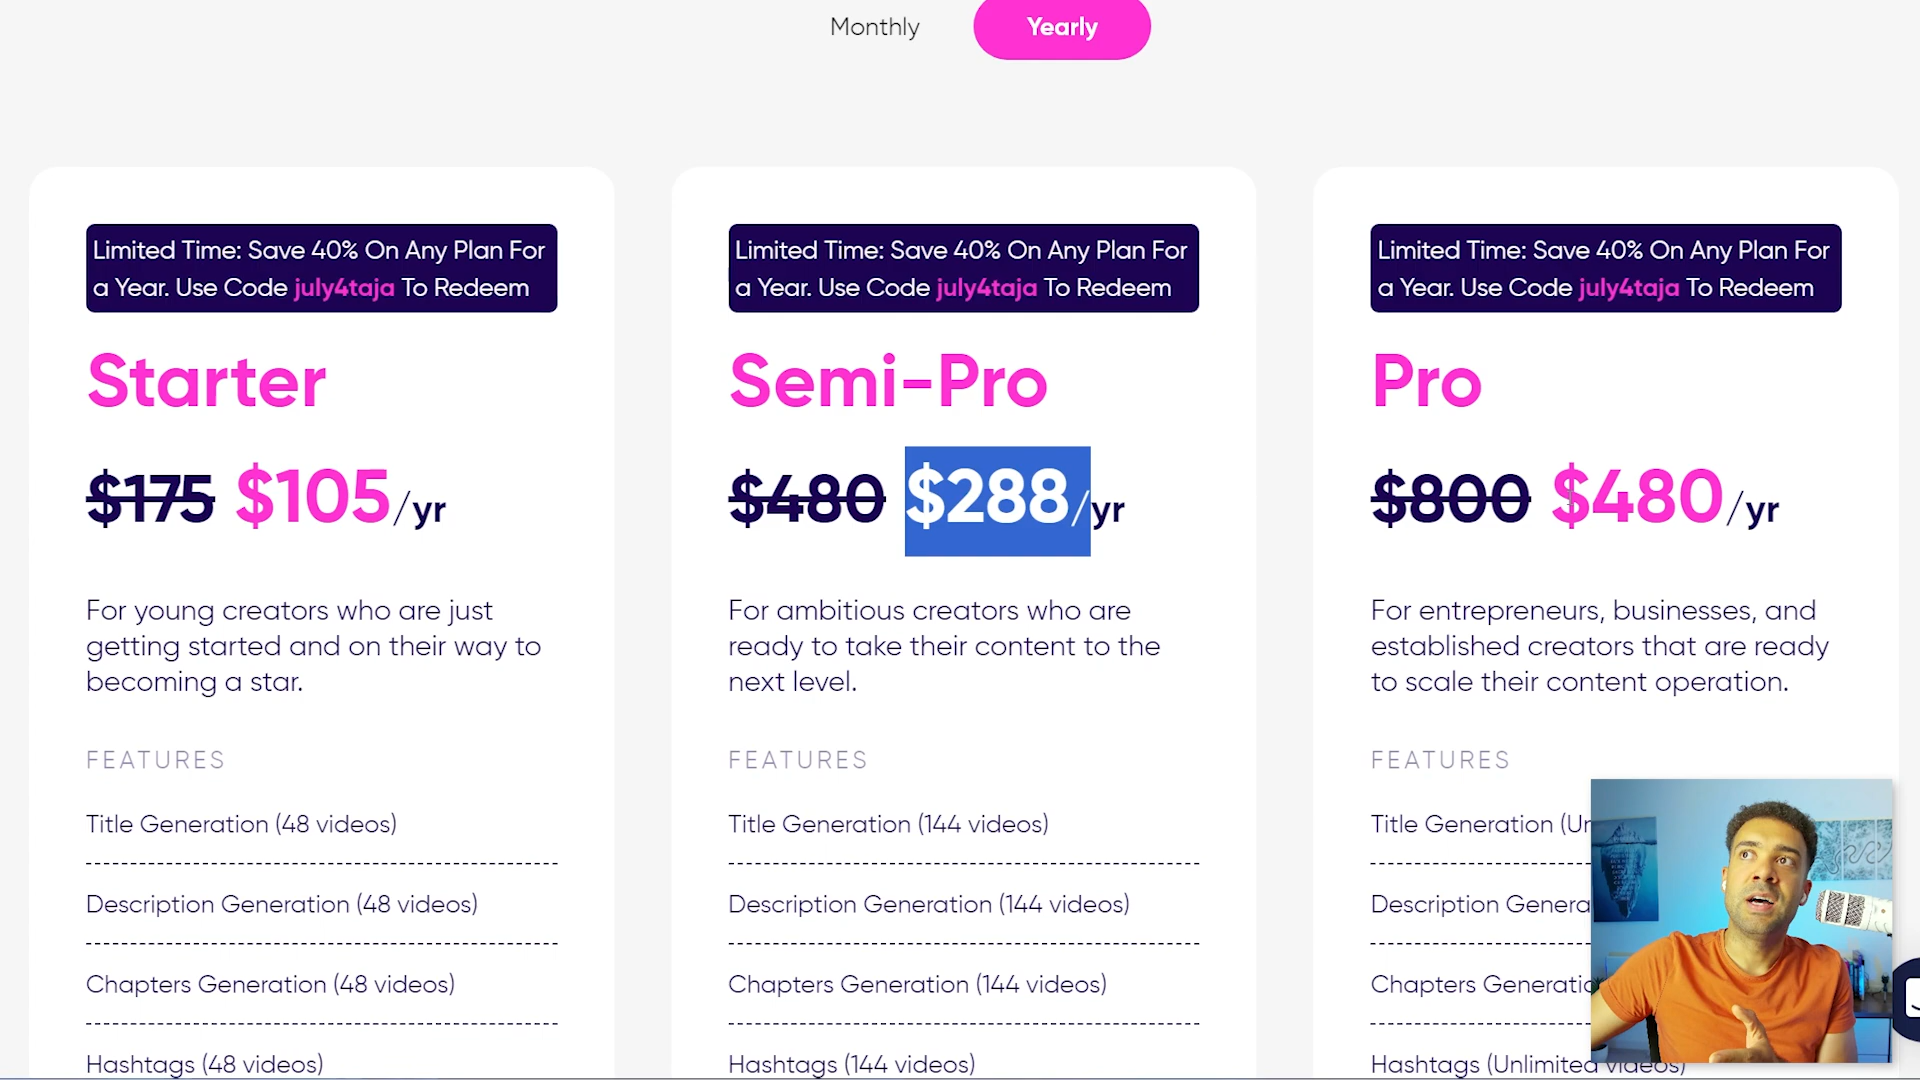 Monthly
Yearly
Limited Time: Save 40% On Any Plan For
a Year. Use Code july4taja To Redeem
Starter
$175 $105/yr
For young creators who are just
getting started and on their way to
becoming a star.
FEATURES
Title Generation (48 videos)
Description Generation (48 videos)
Chapters Generation (48 videos)
Hashtags (48 videos)
Limited Time: Save 40% On Any Plan For
a Year. Use Code july4taja To Redeem
Semi-Pro
$480 $288/yr
For ambitious creators who are
ready to take their content to the
next level.
FEATURES
Title Generation (144 videos)
Description Generation (144 videos)
Chapters Generation (144 videos)
Hashtags (144 videos)
Limited Time: Save 40% On Any Plan For
a Year. Use Code july4taja To Redeem
Pro
$800 $480/yr
For entrepreneurs, businesses, and
established creators that are ready
to scale their content operation.
FEATURES
Title Generation
Description
Chapters
Hashtags (Unlimited videos)